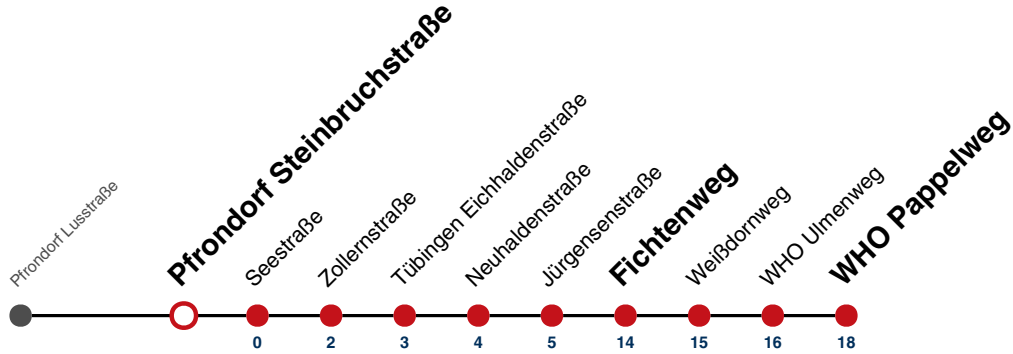 Pfrondorf Lusstraße
Pfrondorf Steinbruchstraße
Seestraße
Zollernstraße
Tübingen Eichhaldenstraße
Neuhaldenstraße
Jürgensenstraße
Fichtenweg
Weißdornweg
WHO Ulmenweg
WHO Pappelweg
0 2 3 4 5 14 15 16 18